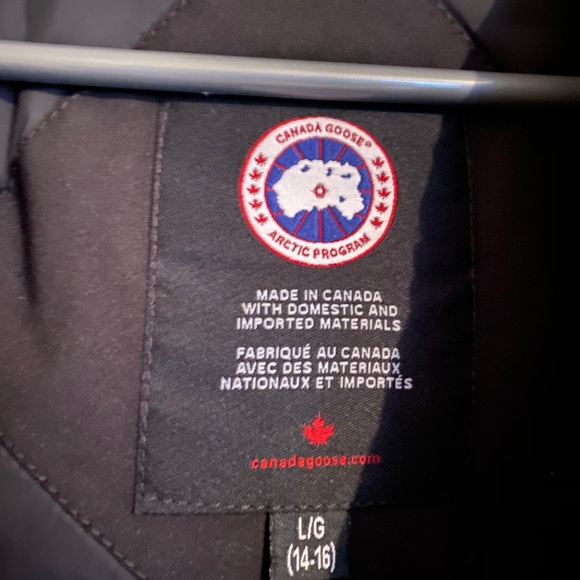 CANADA GOOSE®
ARCTIC PROGRAM
MADE IN CANADA
WITH DOMESTIC AND
IMPORTED MATERIALS
FABRIQUÉ AU CANADA
AVEC DES MATERIAUX
NATIONAUX ET IMPORTÉS
canadagoose.com
L/G
(14-16)